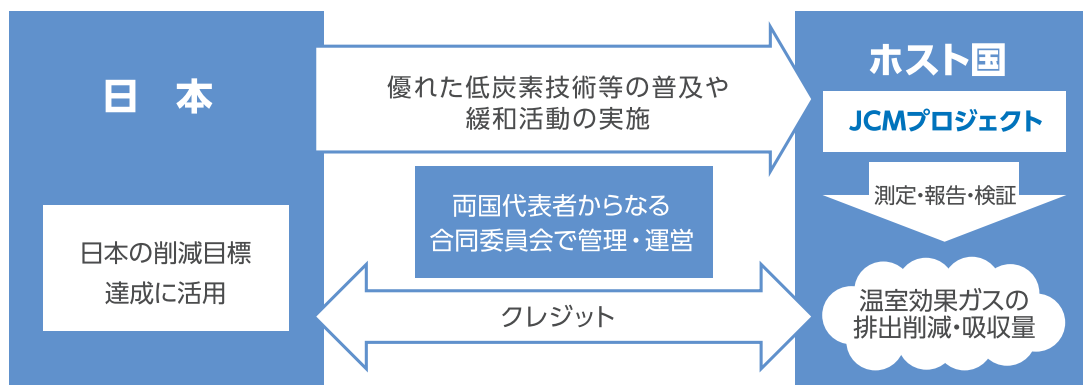 日 本
優れた低炭素技術等の普及や
緩和活動の実施
ホスト国
JCMプロジェクト
測定・報告・検証
両国代表者からなる
合同委員会で管理・運営
日本の削減目標
達成に活用
クレジット
温室効果ガスの
排出削減・吸収量